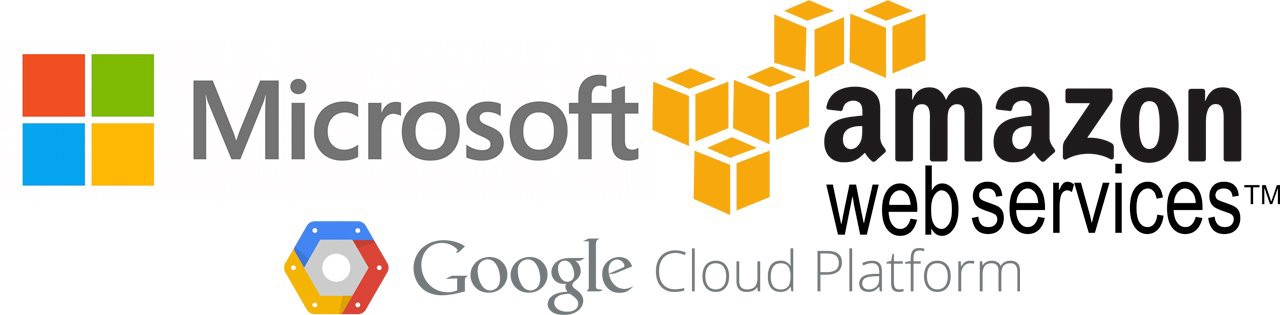 Microsoft
amazon
web services™
Google Cloud Platform